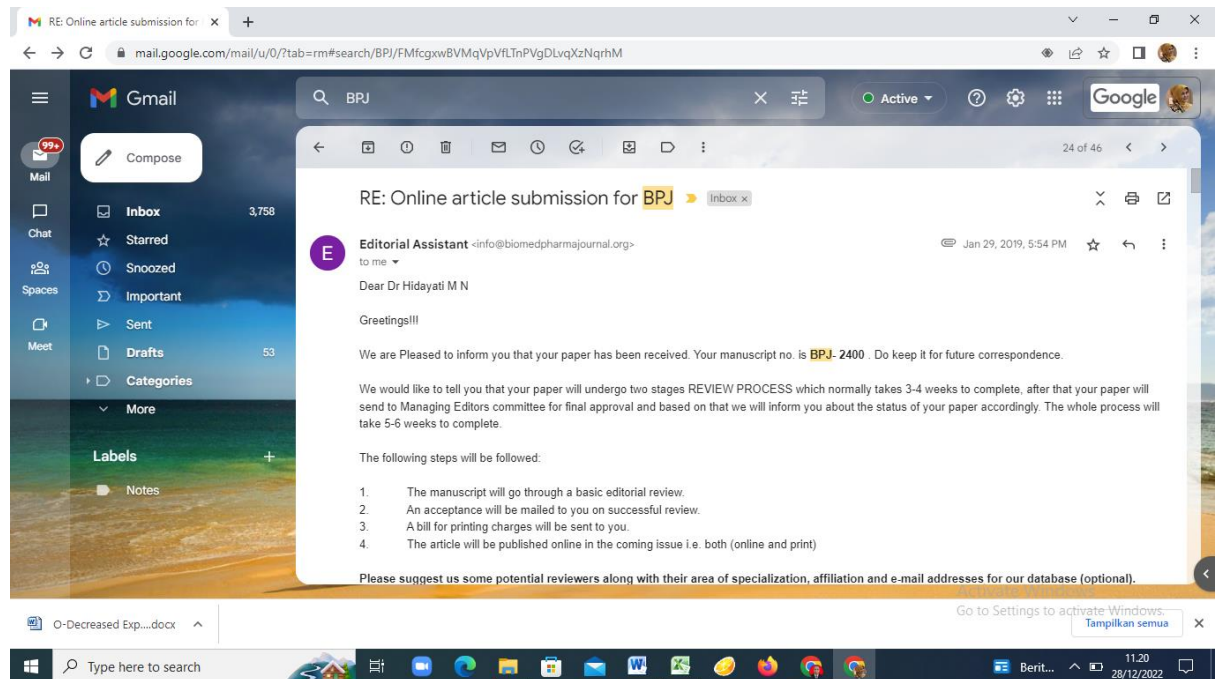 RE: Online article submission for
mail.google.com/mail/u/0/?tab=rm#search/BPJ/FMfcgxwBVMqVpVfLTnPVgDLvqXzNqrhM
Gmail
BPJ
Active
Google
99+
Mail
Compose
24 of 46
Chat
Spaces
Meet
Inbox 3,758
Starred
Snoozed
Important
Sent
Drafts 53
Categories
More
Labels +
Notes
RE: Online article submission for BPJ Inbox x
E
Editorial Assistant <info@biomedpharmajournal.org> Jan 29, 2019, 5:54 PM
to me
Dear Dr Hidayati M N
Greetings!!!
We are Pleased to inform you that your paper has been received. Your manuscript no. is BPJ- 2400 . Do keep it for future correspondence.
We would like to tell you that your paper will undergo two stages REVIEW PROCESS which normally takes 3-4 weeks to complete, after that your paper will
send to Managing Editors committee for final approval and based on that we will inform you about the status of your paper accordingly. The whole process will
take 5-6 weeks to complete.
The following steps will be followed:
1. The manuscript will go through a basic editorial review.
2. An acceptance will be mailed to you on successful review.
3. A bill for printing charges will be sent to you.
4. The article will be published online in the coming issue i.e. both (online and print)
Please suggest us some potential reviewers along with their area of specialization, affiliation and e-mail addresses for our database (optional).
Activate Windows
Go to Settings to activate Windows.
O-Decreased Exp....docx
Tampilkan semua
Type here to search
Berit...
11.20
28/12/2022